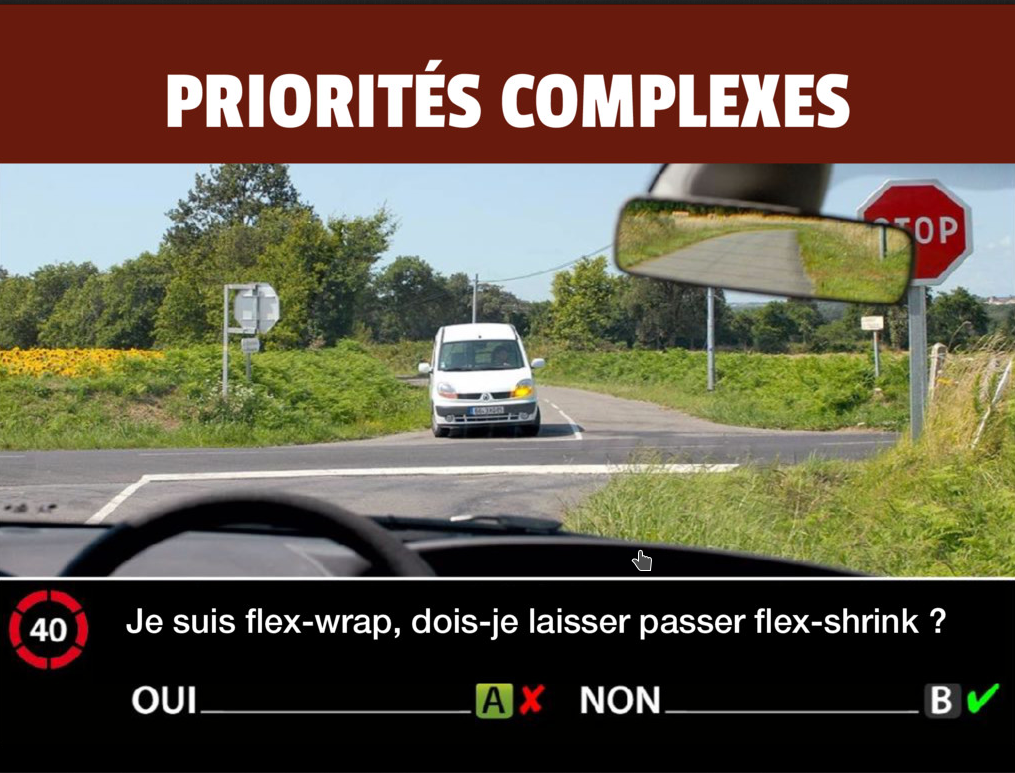 PRIORITÉS COMPLEXES
STOP
40
Je suis flex-wrap, dois-je laisser passer flex-shrink ?
OUI A ✘ NON B ✔